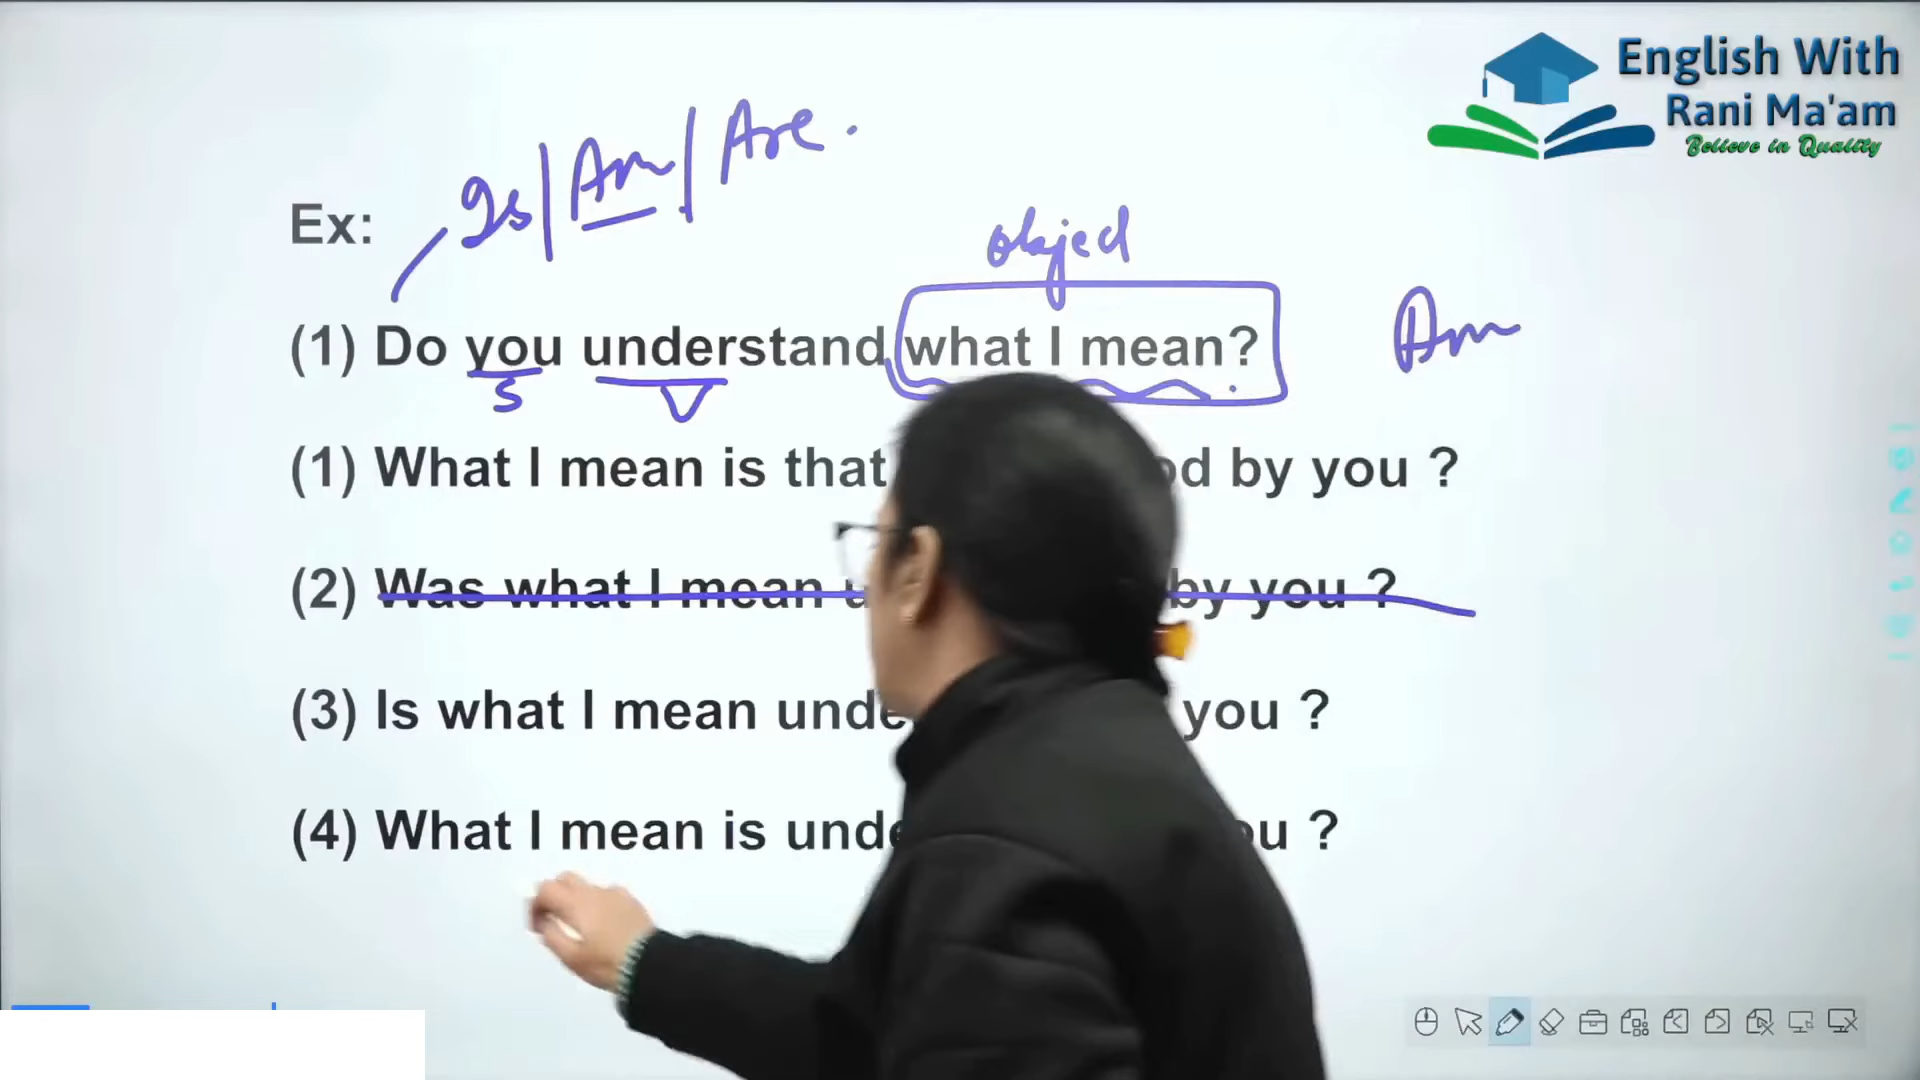 English With
Rani Ma'am
Believe in Quality
Is | Am | Are .
Ex:
object
(1) Do you understand what I mean?
Am
S
V
(1) What I mean is that d by you ?
(2) Was what I mean by you ?
(3) Is what I mean you ?
(4) What I mean is ?